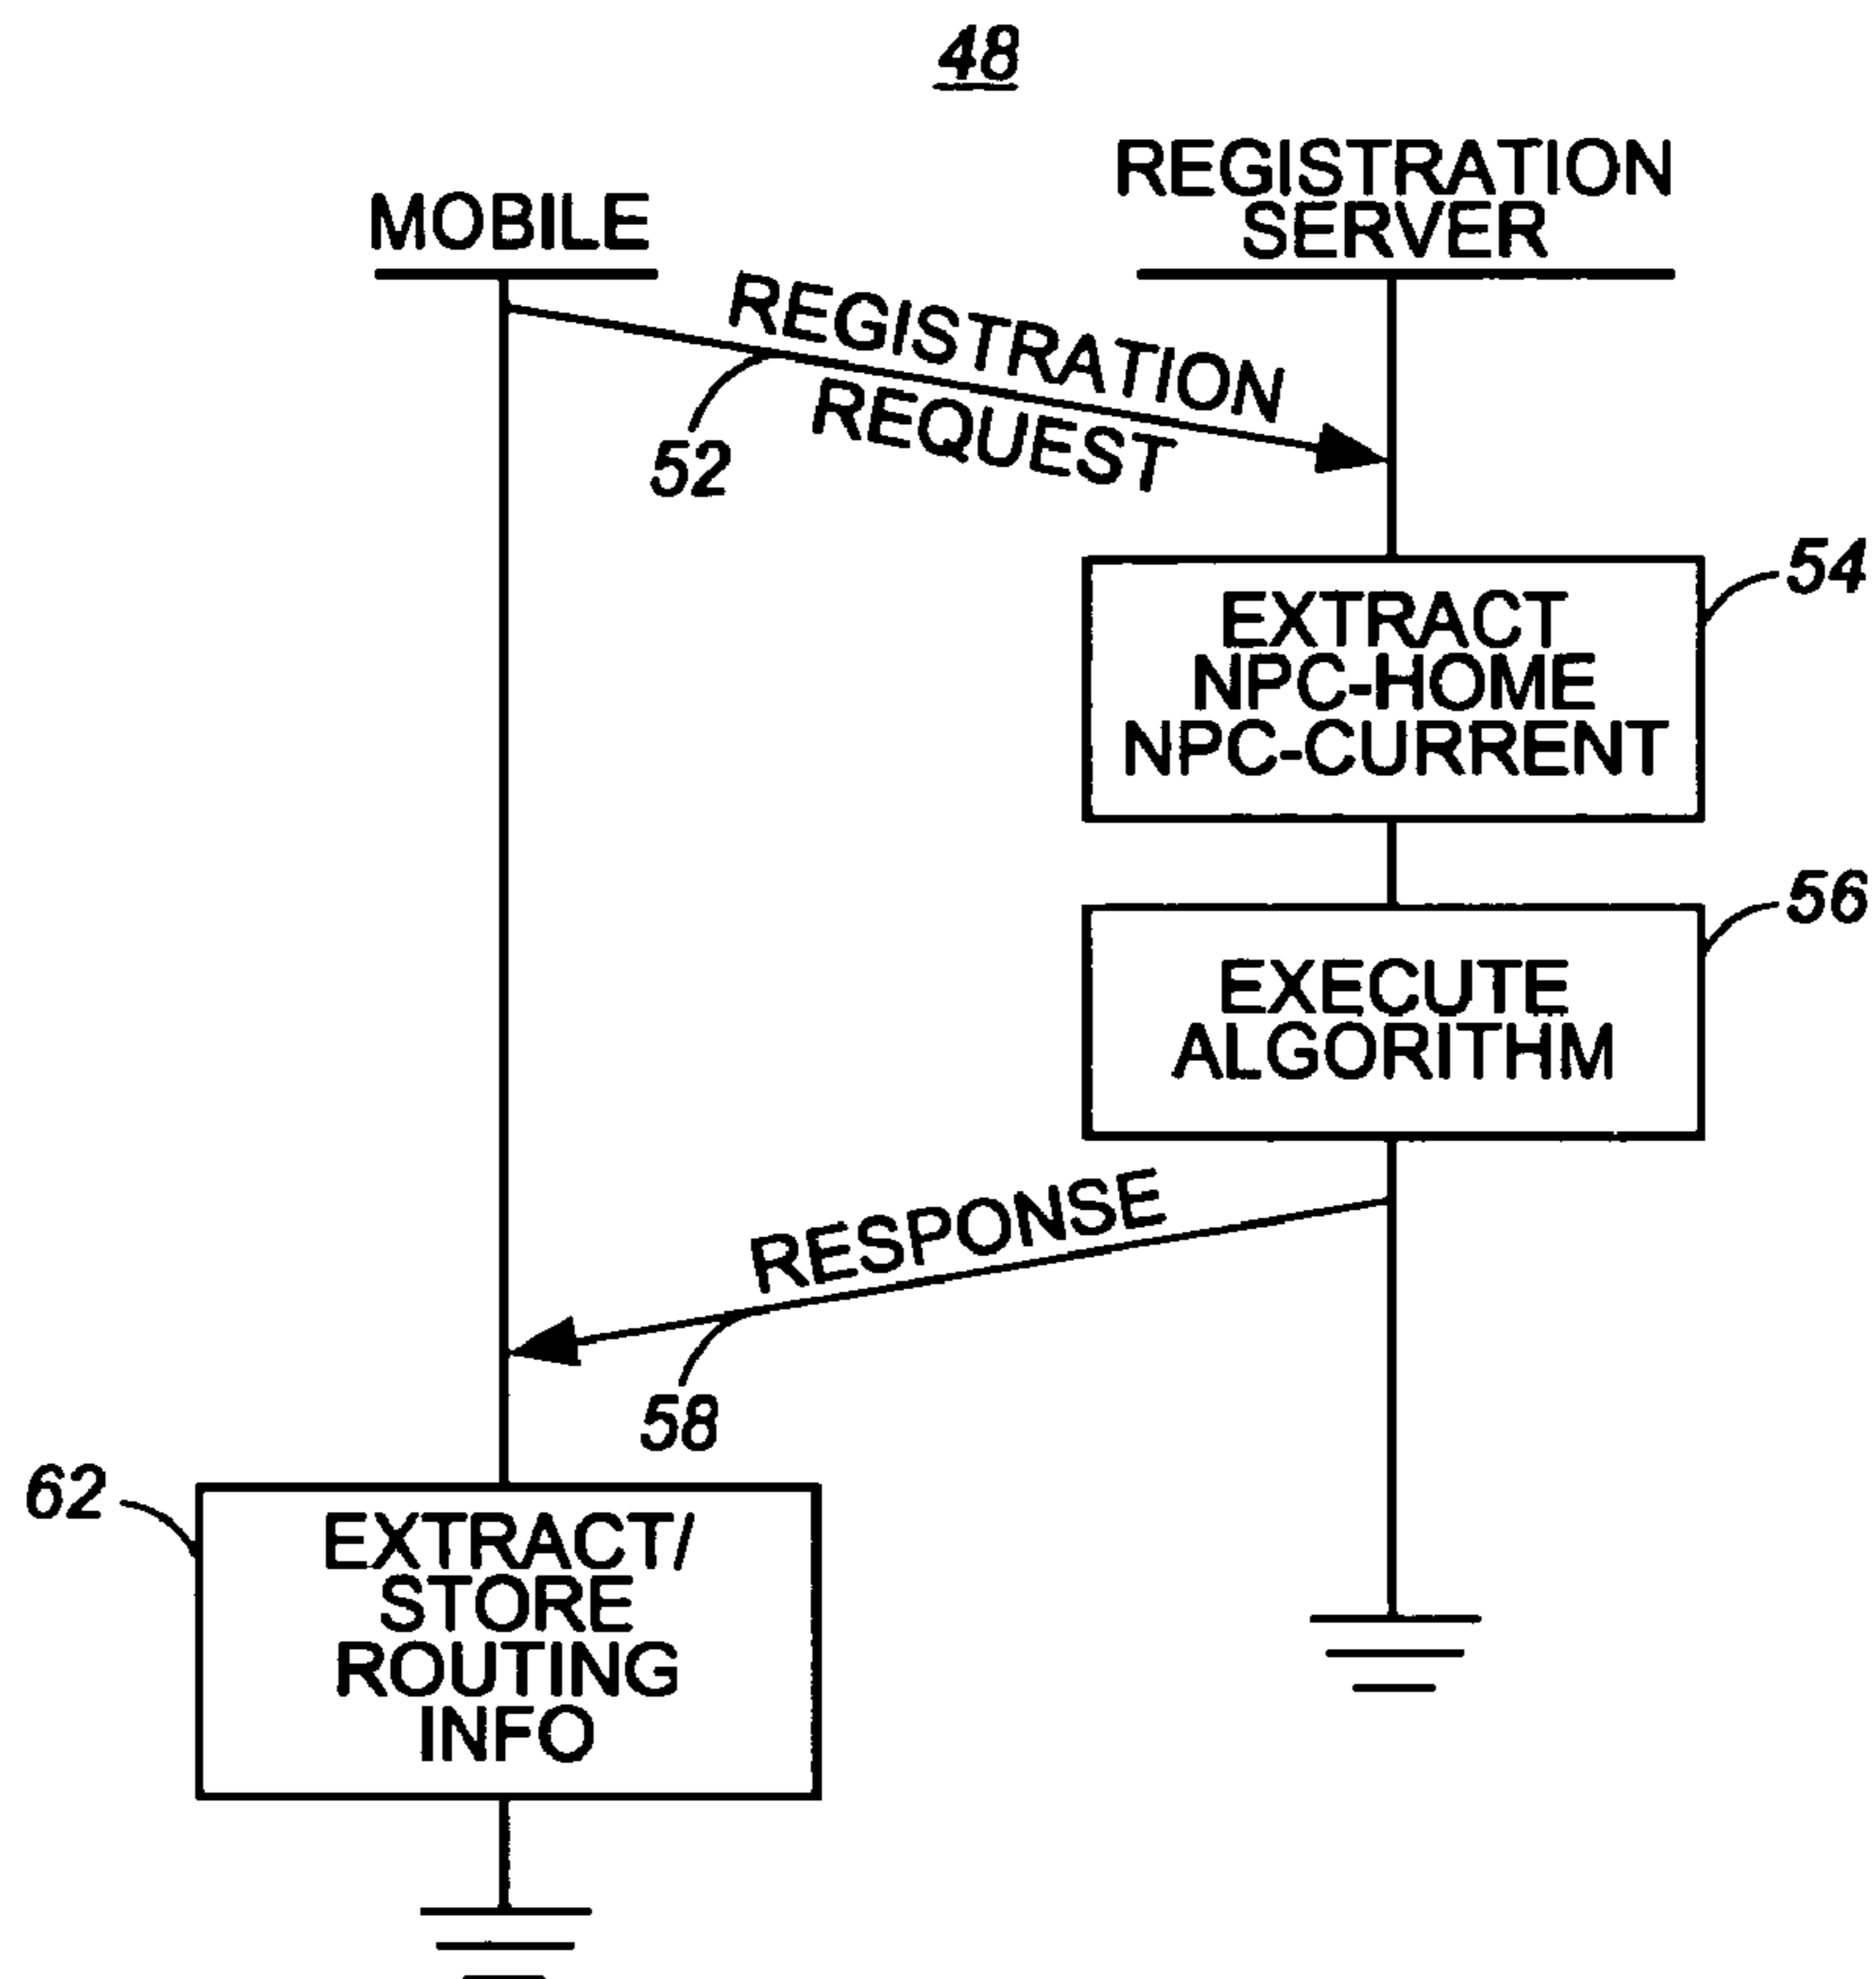 48
MOBILE
REGISTRATION
SERVER
REGISTRATION
REQUEST
52
EXTRACT
NPC-HOME
NPC-CURRENT
54
EXECUTE
ALGORITHM
56
RESPONSE
58
62
EXTRACT/
STORE
ROUTING
INFO